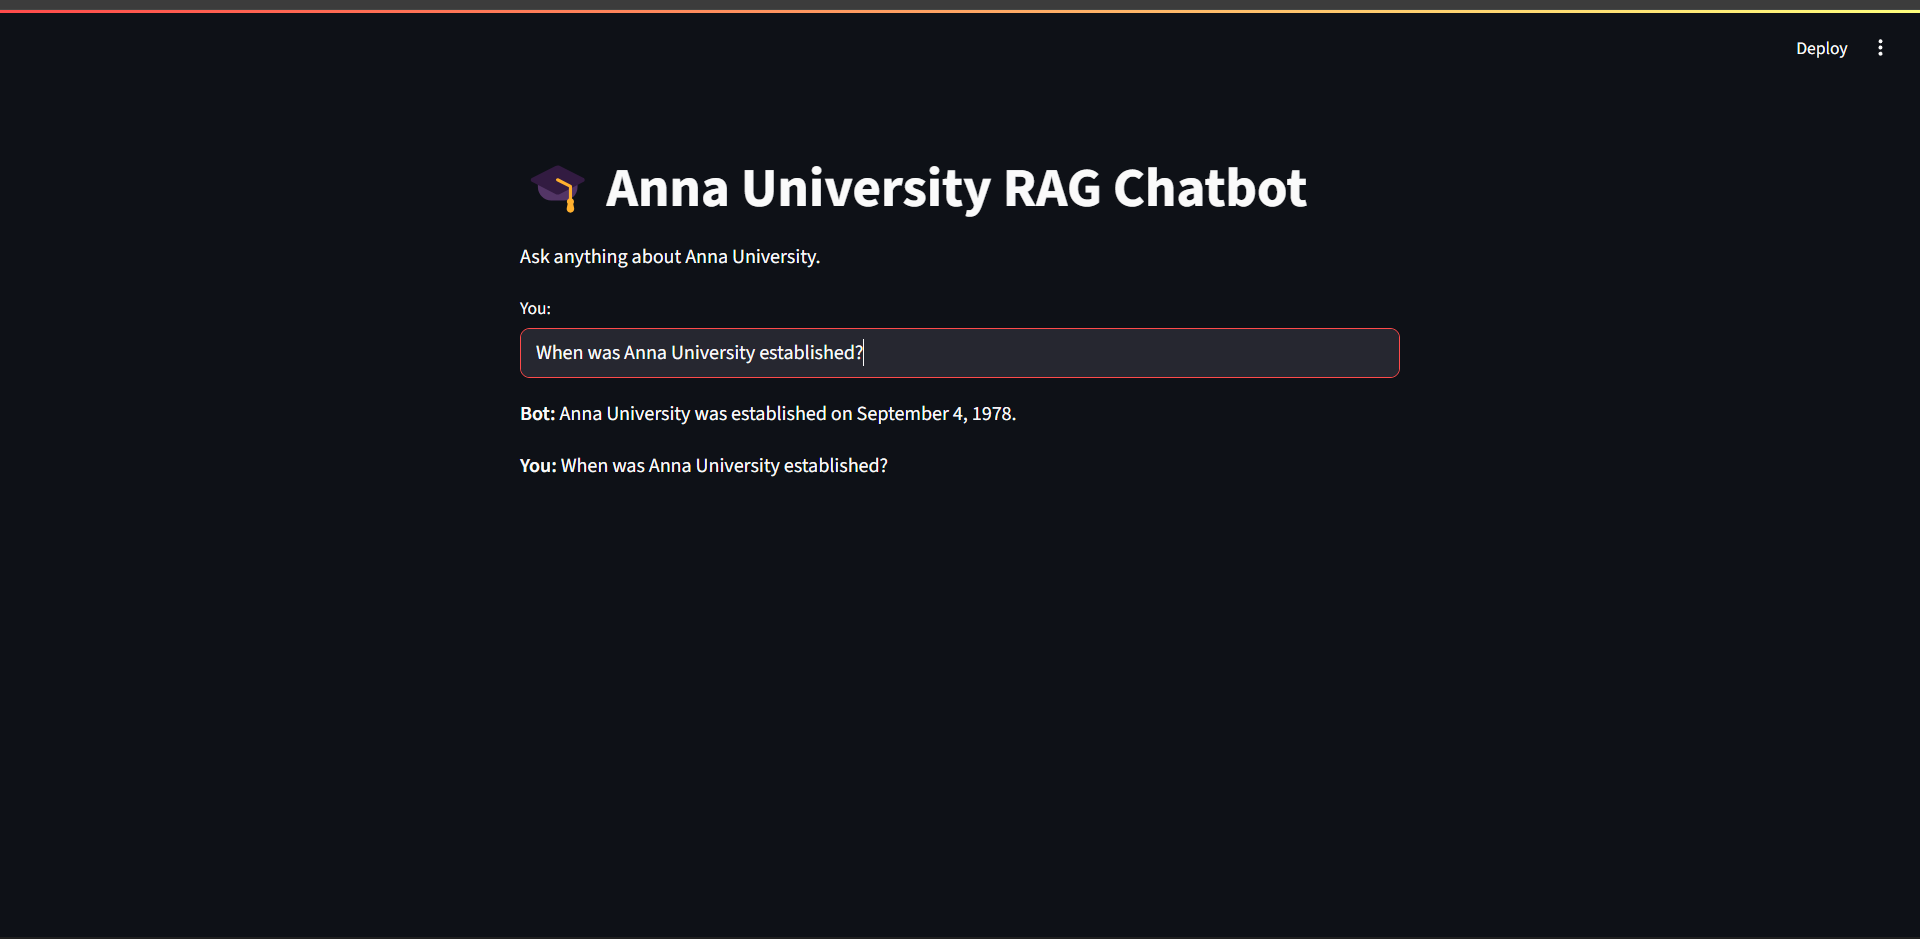 Deploy
Anna University RAG Chatbot
Ask anything about Anna University.
You:
When was Anna University established?
Bot: Anna University was established on September 4, 1978.
You: When was Anna University established?